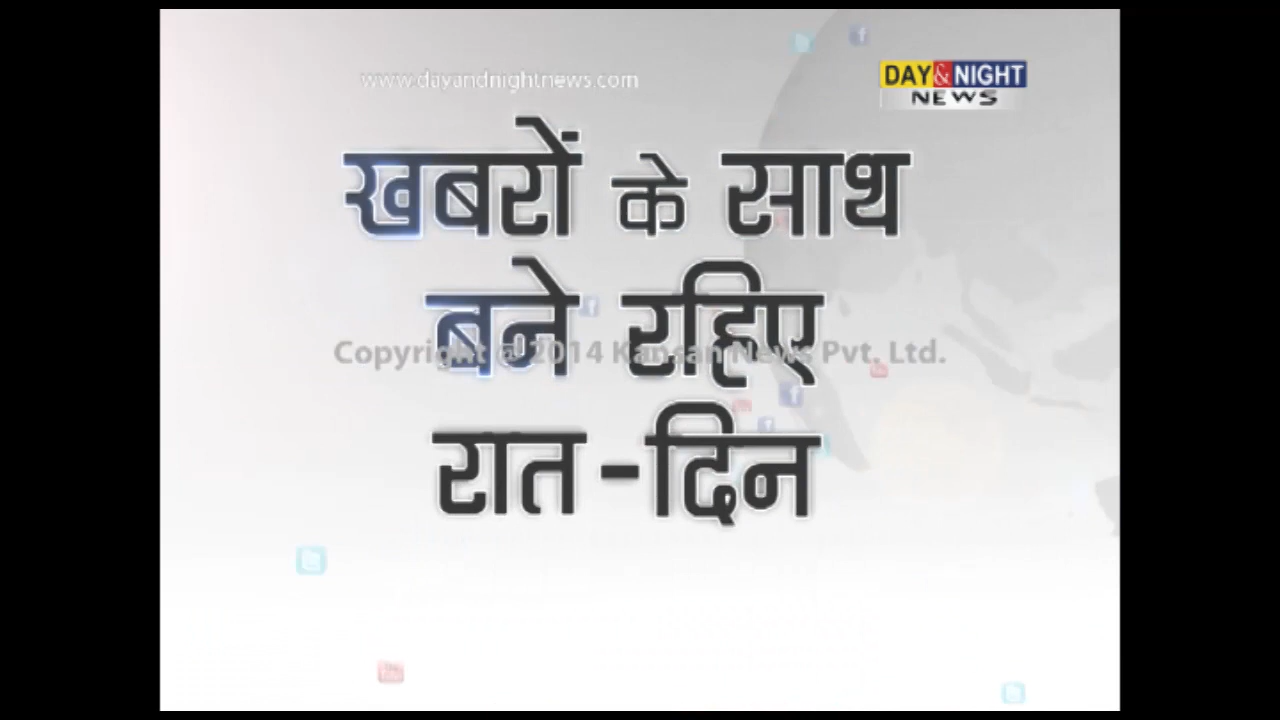 www.dayandnightnews.com
DAY&NIGHT
NEWS
खबरों के साथ
बने रहिए
Copyright @ 2014 Kansan News Pvt. Ltd.
रात-दिन